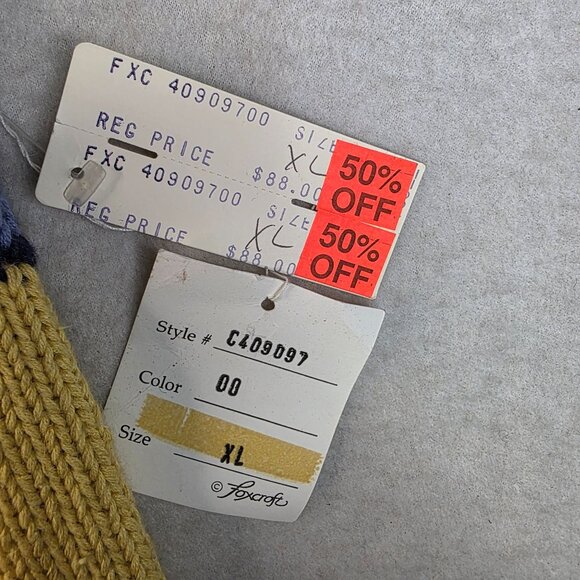 FXC 40909700
SIZE
REG PRICE
XL
$88.00
50%
OFF
FXC 40909700
SIZE
REG PRICE
XL
$88.00
50%
OFF
Style # C409097
Color 00
Size XL
© Foxcroft